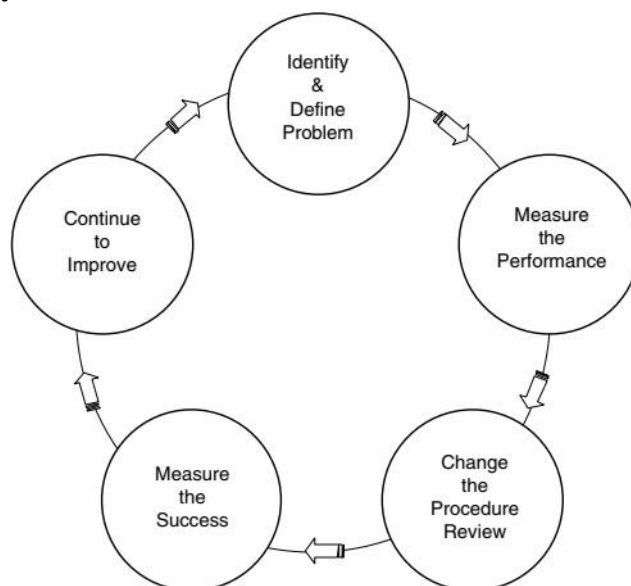 Identify
&
Define
Problem
Measure
the
Performance
Change
the
Procedure
Review
Measure
the
Success
Continue
to
Improve